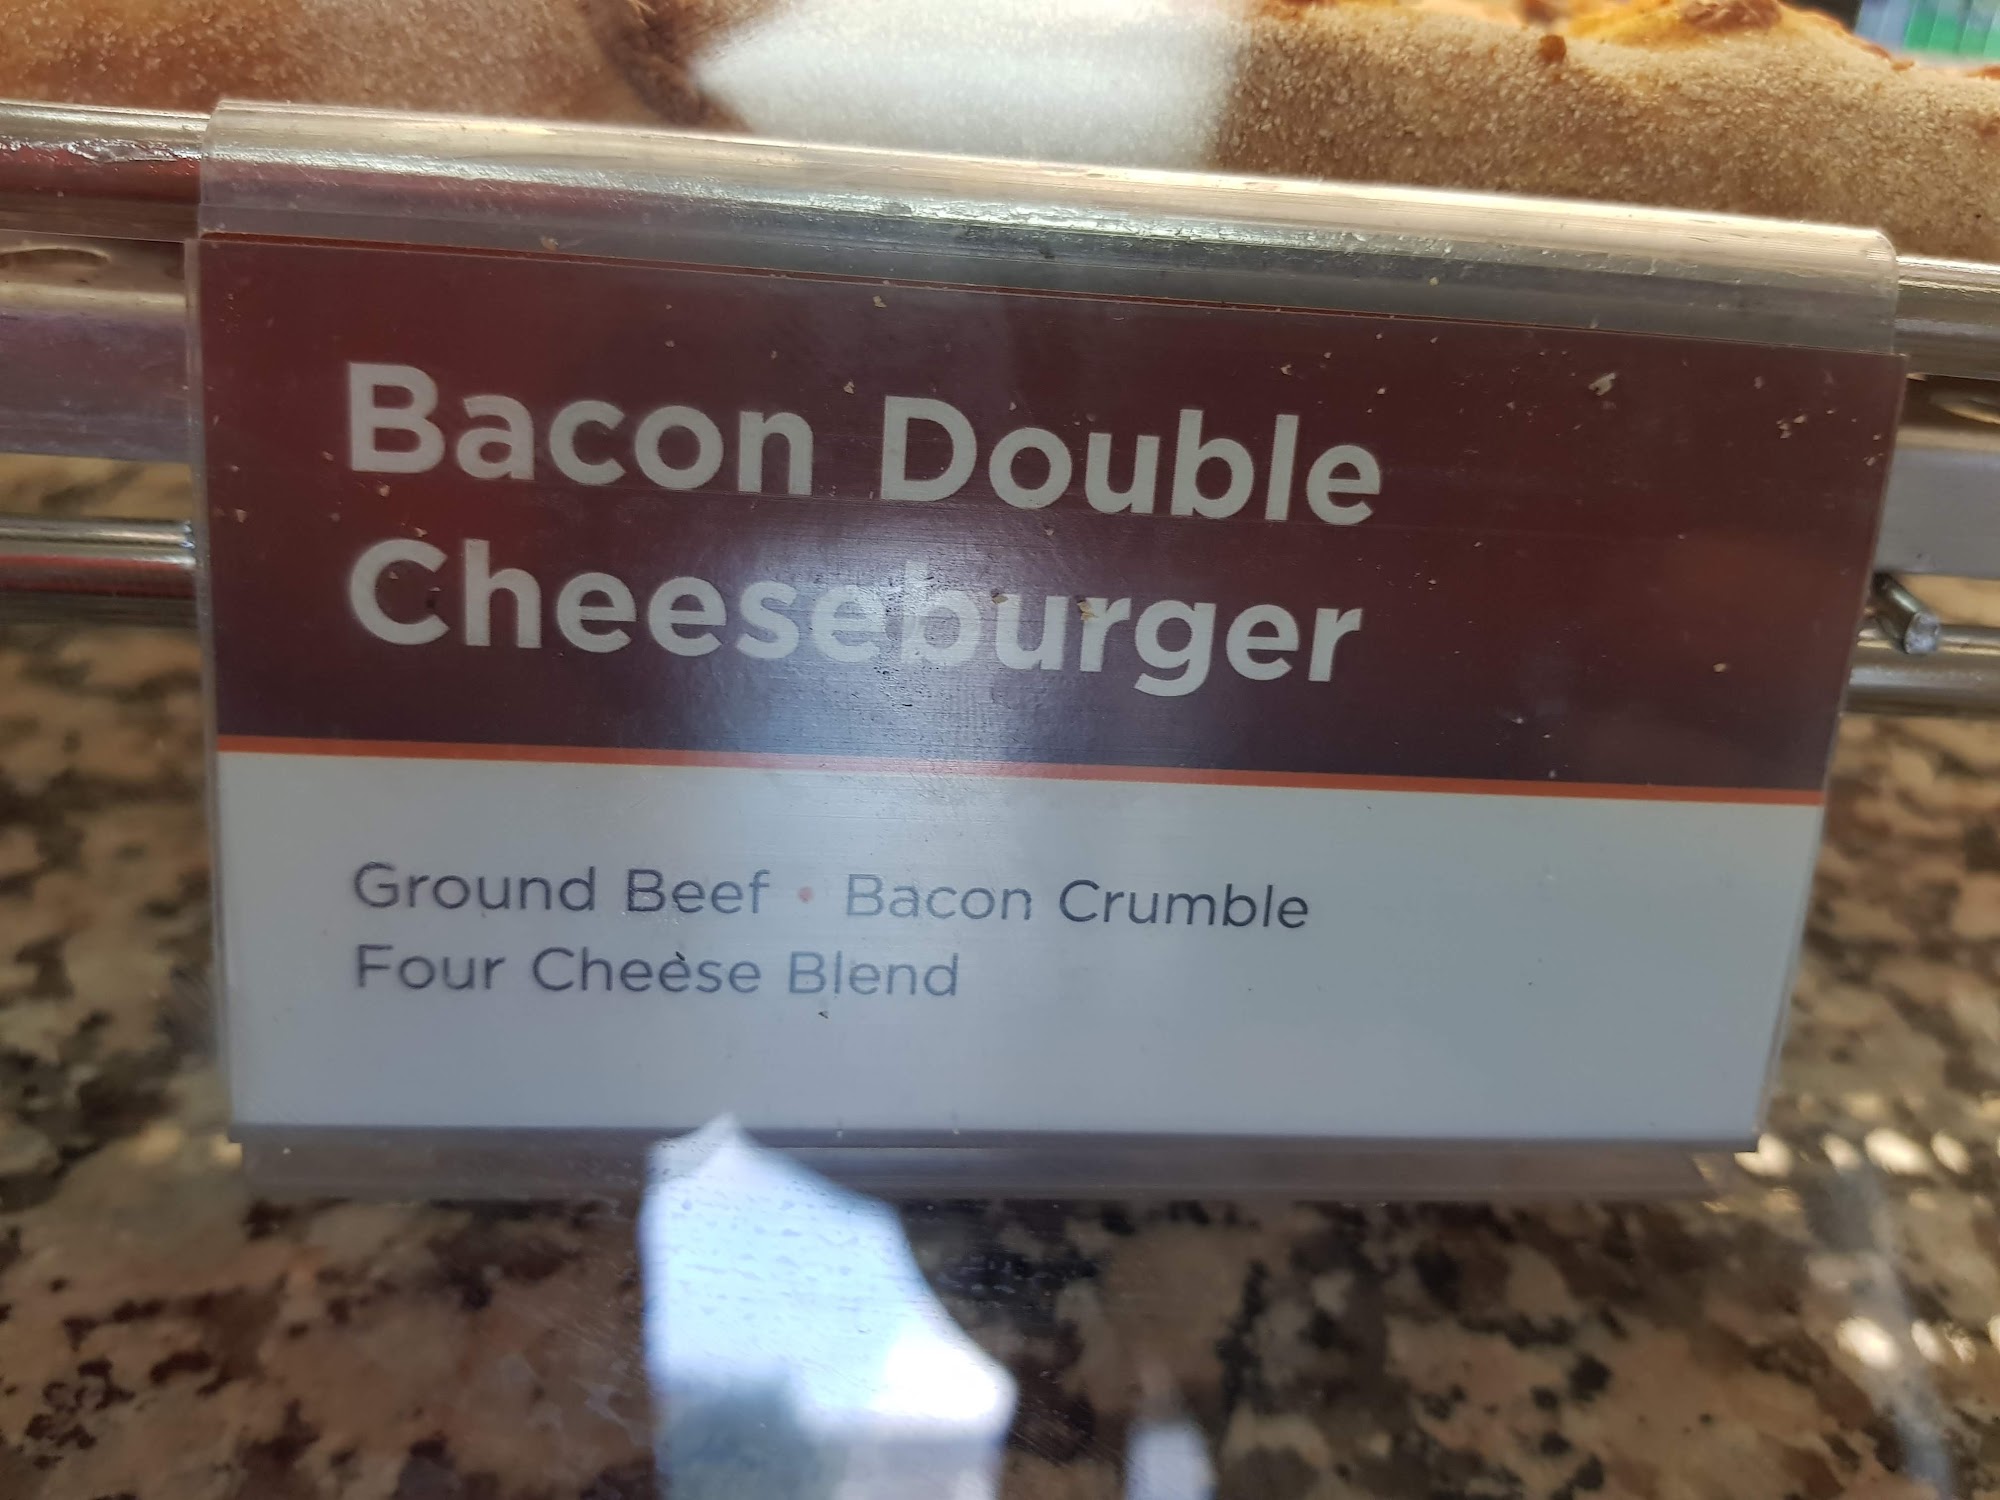 Bacon Double
Cheeseburger
Ground Beef • Bacon Crumble
Four Cheese Blend